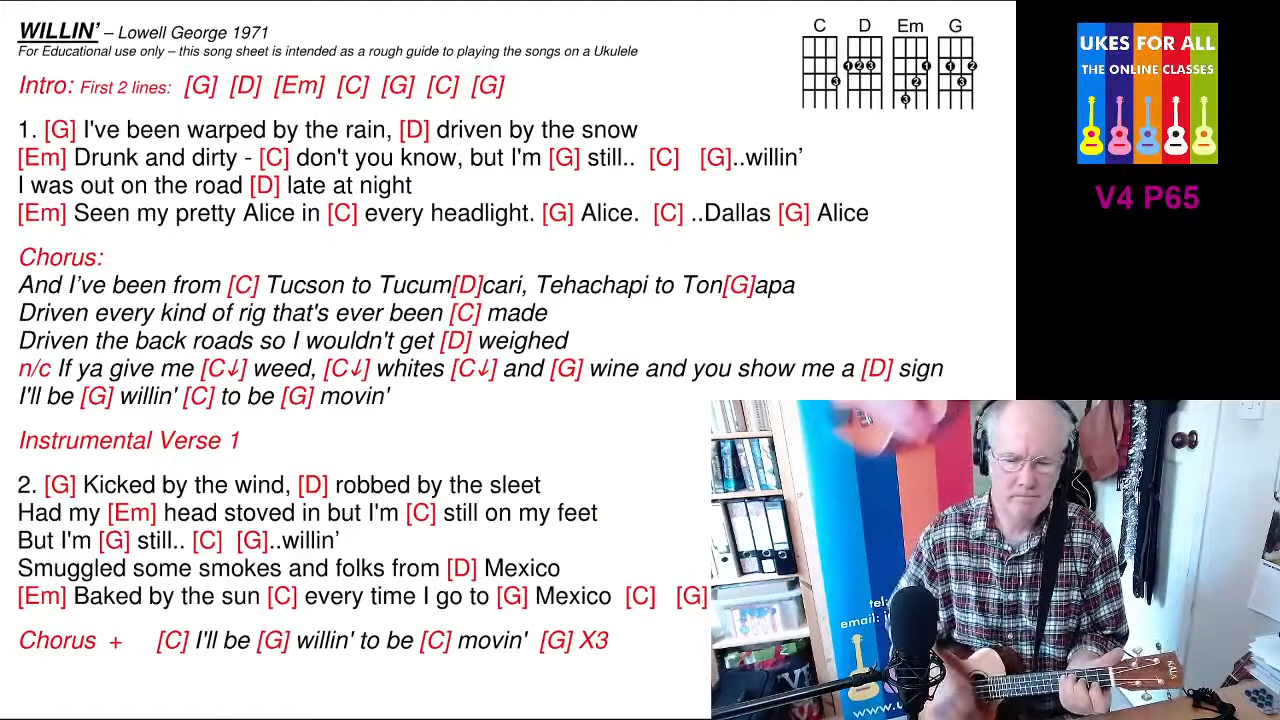 WILLIN’ – Lowell George 1971
For Educational use only – this song sheet is intended as a rough guide to playing the songs on a Ukulele
C D Em G
Intro: First 2 lines: [G] [D] [Em] [C] [G] [C] [G]
1. [G] I've been warped by the rain, [D] driven by the snow
[Em] Drunk and dirty - [C] don't you know, but I'm [G] still.. [C] [G]..willin’
I was out on the road [D] late at night
[Em] Seen my pretty Alice in [C] every headlight. [G] Alice. [C] ..Dallas [G] Alice
Chorus:
And I’ve been from [C] Tucson to Tucum[D]cari, Tehachapi to Ton[G]apa
Driven every kind of rig that's ever been [C] made
Driven the back roads so I wouldn't get [D] weighed
n/c If ya give me [C↓] weed, [C↓] whites [C↓] and [G] wine and you show me a [D] sign
I'll be [G] willin' [C] to be [G] movin'
Instrumental Verse 1
2. [G] Kicked by the wind, [D] robbed by the sleet
Had my [Em] head stoved in but I'm [C] still on my feet
But I'm [G] still.. [C] [G]..willin’
Smuggled some smokes and folks from [D] Mexico
[Em] Baked by the sun [C] every time I go to [G] Mexico [C] [G]
Chorus + [C] I'll be [G] willin' to be [C] movin' [G] X3
UKES FOR ALL
THE ONLINE CLASSES
V4 P65
tel:
email:
www.u
KALA